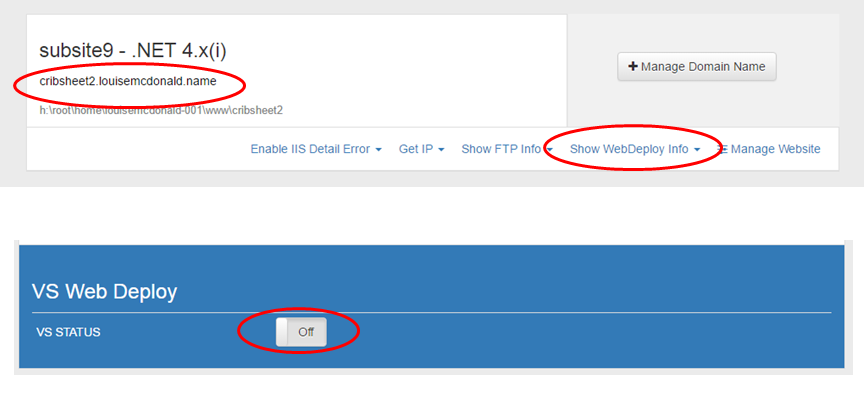 subsite9 - .NET 4.x(i)
cribsheet2.louisemcdonald.name
h:\root\home\louisemcdonald-001\www\cribsheet2
Manage Domain Name
Enable IIS Detail Error Get IP Show FTP Info Show WebDeploy Info Manage Website
VS Web Deploy
VS STATUS Off